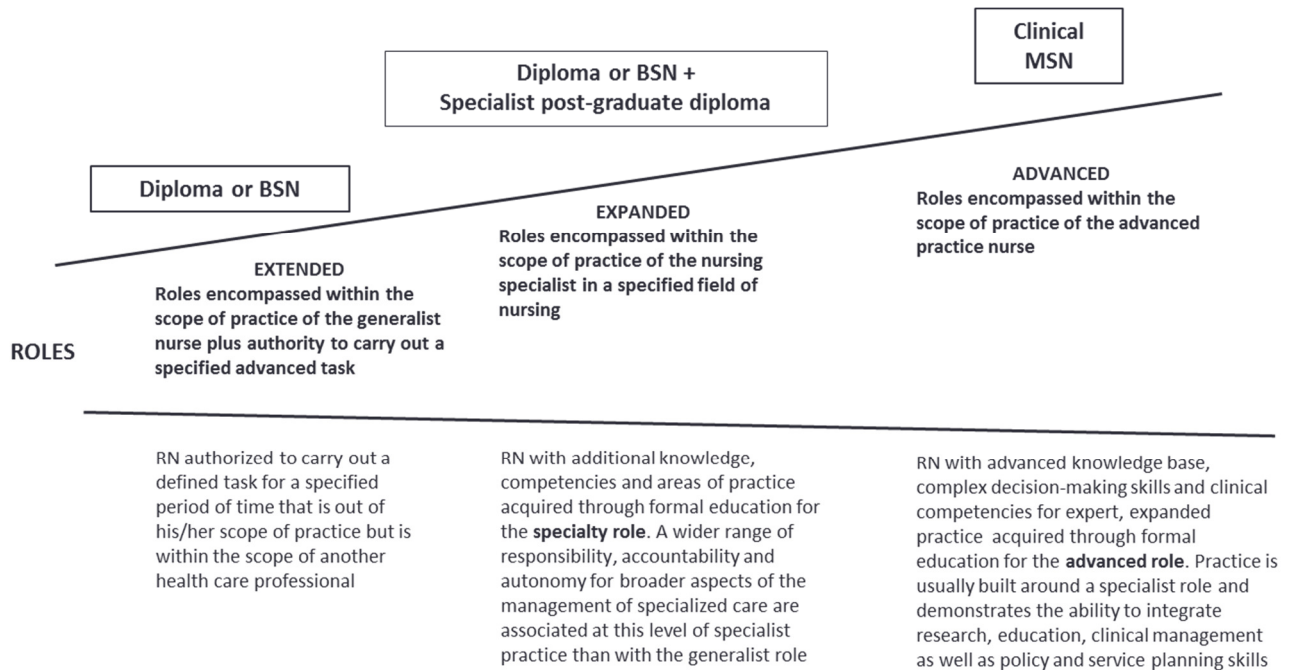 Clinical
MSN
Diploma or BSN +
Specialist post-graduate diploma
Diploma or BSN
ADVANCED
Roles encompassed within the
scope of practice of the advanced
practice nurse
EXPANDED
Roles encompassed within the
scope of practice of the nursing
specialist in a specified field of
nursing
EXTENDED
Roles encompassed within the
scope of practice of the generalist
nurse plus authority to carry out a
specified advanced task
ROLES
RN authorized to carry out a
defined task for a specified
period of time that is out of
his/her scope of practice but is
within the scope of another
health care professional
RN with additional knowledge,
competencies and areas of practice
acquired through formal education for
the specialty role. A wider range of
responsibility, accountability and
autonomy for broader aspects of the
management of specialized care are
associated at this level of specialist
practice than with the generalist role
RN with advanced knowledge base,
complex decision-making skills and clinical
competencies for expert, expanded
practice acquired through formal
education for the advanced role. Practice is
usually built around a specialist role and
demonstrates the ability to integrate
research, education, clinical management
as well as policy and service planning skills